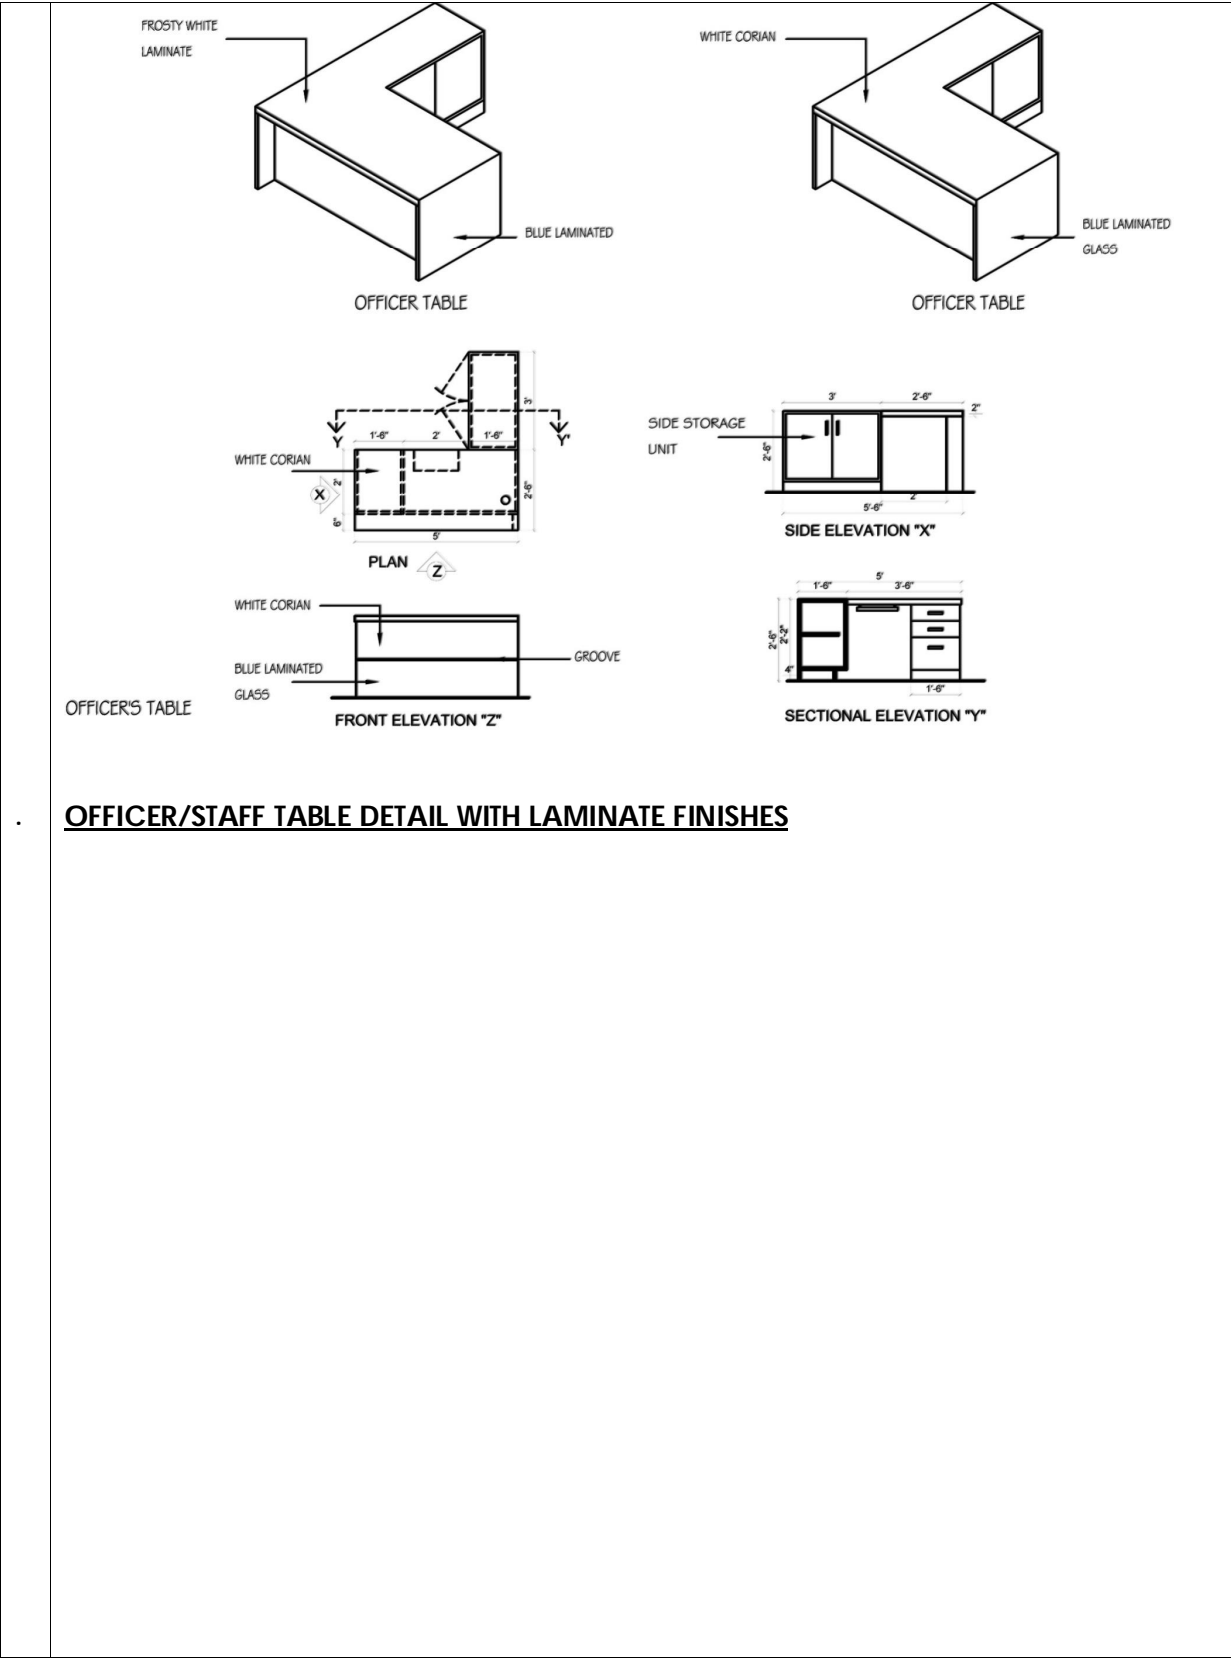 FROSTY WHITE
LAMINATE
BLUE LAMINATED
OFFICER TABLE
WHITE CORIAN
BLUE LAMINATED
GLASS
OFFICER TABLE
3'
Y
Y'
1'-6"
2'
1'-6"
WHITE CORIAN
X
2'
2'-6"
6"
5'
PLAN
Z
3'
2'-6"
2"
SIDE STORAGE
UNIT
2'-6"
2'
5'-6"
SIDE ELEVATION "X"
WHITE CORIAN
GROOVE
BLUE LAMINATED
GLASS
FRONT ELEVATION "Z"
OFFICER'S TABLE
5'
1'-6"
3'-6"
2'-6"
2'-2"
4"
1'-6"
SECTIONAL ELEVATION "Y"
. OFFICER/STAFF TABLE DETAIL WITH LAMINATE FINISHES